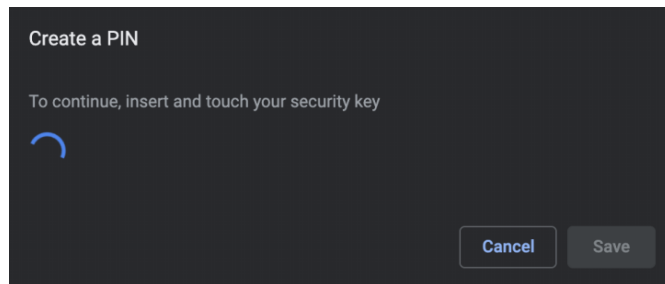 Create a PIN
To continue, insert and touch your security key
Cancel Save